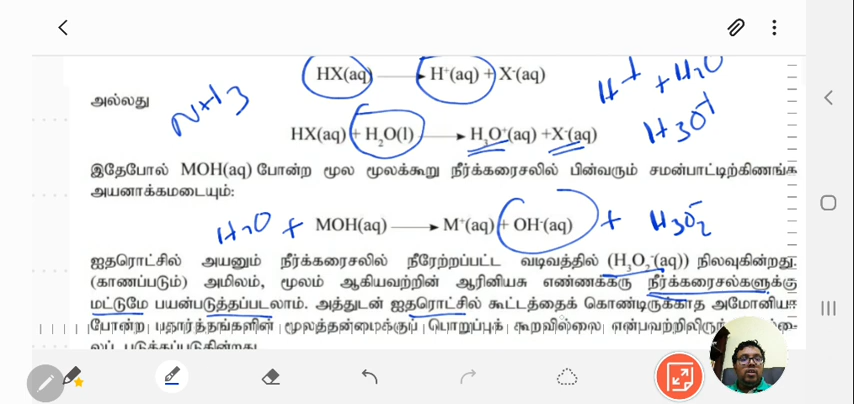 HX(aq) → H⁺(aq) + X⁻(aq)
H⁺ + H₂O
அல்லது
NH3
HX(aq) + H₂O(l) → H₃O⁺(aq) +X⁻(aq)
H3O⁺
இதேபோல் MOH(aq) போன்ற மூல மூலக்கூறு நீர்க்கரைசலில் பின்வரும் சமன்பாட்டிற்கிணங்க
அயனாக்கமடையும்:
H₂O + MOH(aq) → M⁺(aq) + OH⁻(aq) + H₃O₂⁻
ஐதரொட்சில் அயனும் நீர்க்கரைசலில் நீரேற்றப்பட்ட வடிவத்தில் (H₃O₂⁻(aq)) நிலவுகின்றது.
(காணப்படும்) அமிலம், மூலம் ஆகியவற்றின் ஆரினியசு எண்ணக்கரு நீர்க்கரைசல்களுக்கு
மட்டுமே பயன்படுத்தப்படலாம். அத்துடன் ஐதரொட்சில் கூட்டத்தைக் கொண்டிருக்காத அமோனியா
போன்ற பதார்த்தங்களின் மூலத்தன்மைக்குப் பொறுப்புக் கூறவில்லை என்பவற்றிலிருந்